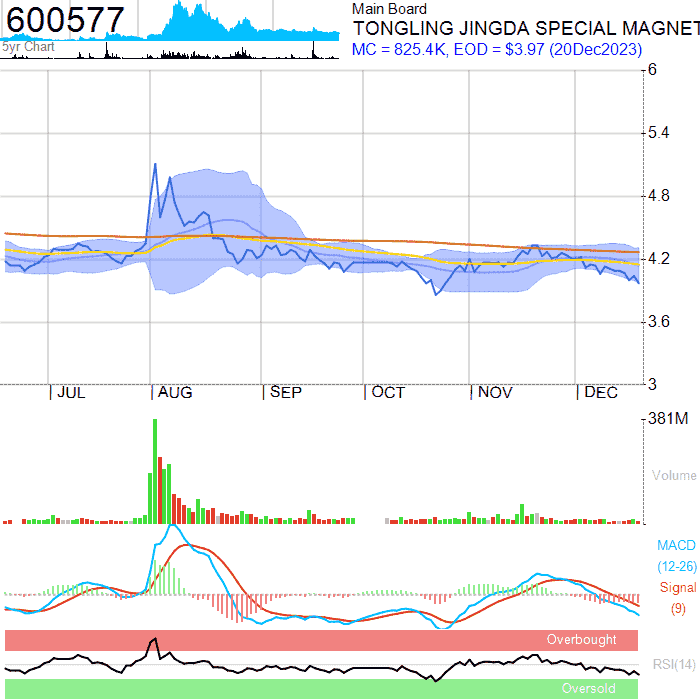 600577
5yr Chart
Main Board
TONGLING JINGDA SPECIAL MAGNET
MC = 825.4K, EOD = $3.97 (20Dec2023)
6
5.4
4.8
4.2
3.6
3
JUL
AUG
SEP
OCT
NOV
DEC
381M
Volume
MACD
(12-26)
Signal
(9)
Overbought
RSI(14)
Oversold